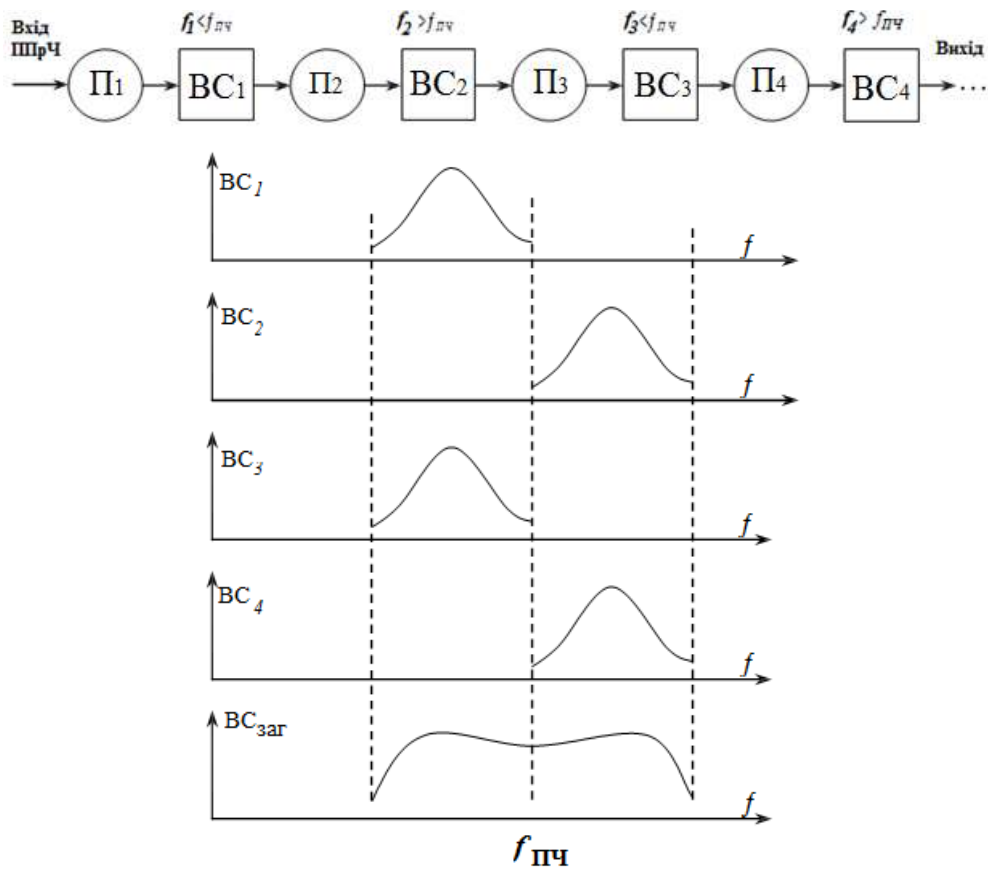 Вхід
ППрЧ
f₁<fпч
f₂>fпч
f₃<fпч
f₄>fпч
Вихід
П₁
ВС₁
П₂
ВС₂
П₃
ВС₃
П₄
ВС₄
...
ВС₁
f
ВС₂
f
ВС₃
f
ВС₄
f
ВСзаг
f
fПЧ